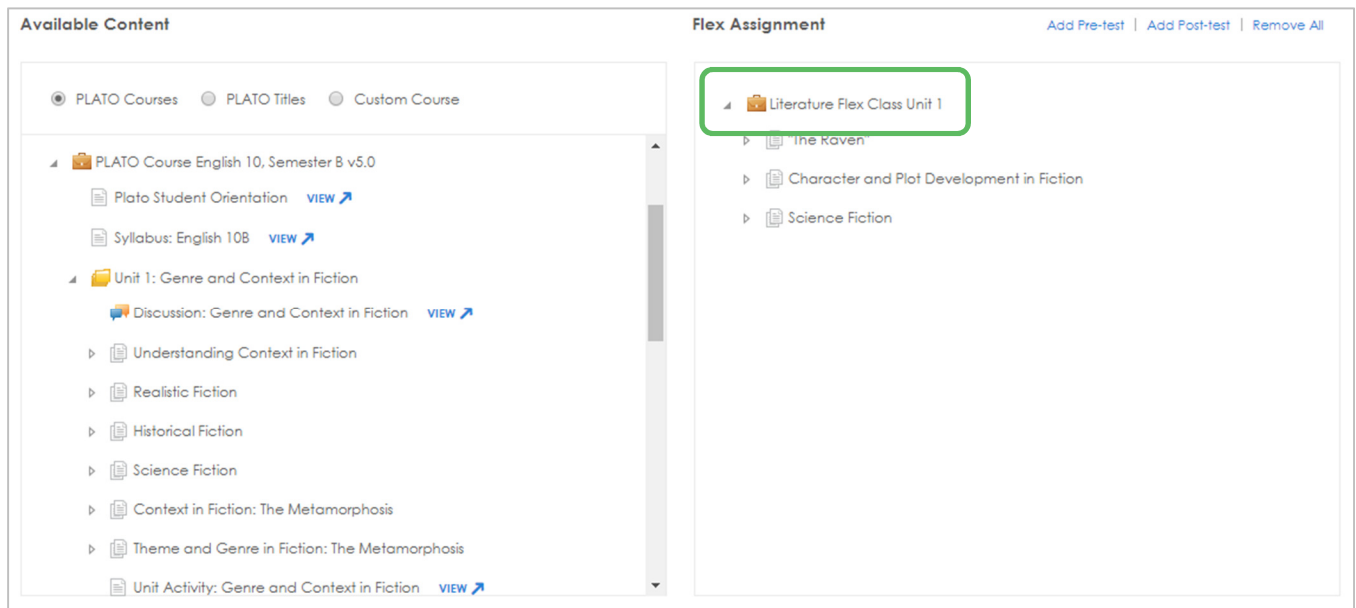 Available Content
PLATO Courses PLATO Titles Custom Course
PLATO Course English 10, Semester B v5.0
Plato Student Orientation VIEW
Syllabus: English 10B VIEW
Unit 1: Genre and Context in Fiction
Discussion: Genre and Context in Fiction VIEW
Understanding Context in Fiction
Realistic Fiction
Historical Fiction
Science Fiction
Context in Fiction: The Metamorphosis
Theme and Genre in Fiction: The Metamorphosis
Unit Activity: Genre and Context in Fiction VIEW
Flex Assignment
Add Pre-test | Add Post-test | Remove All
Literature Flex Class Unit 1
"The Raven"
Character and Plot Development in Fiction
Science Fiction